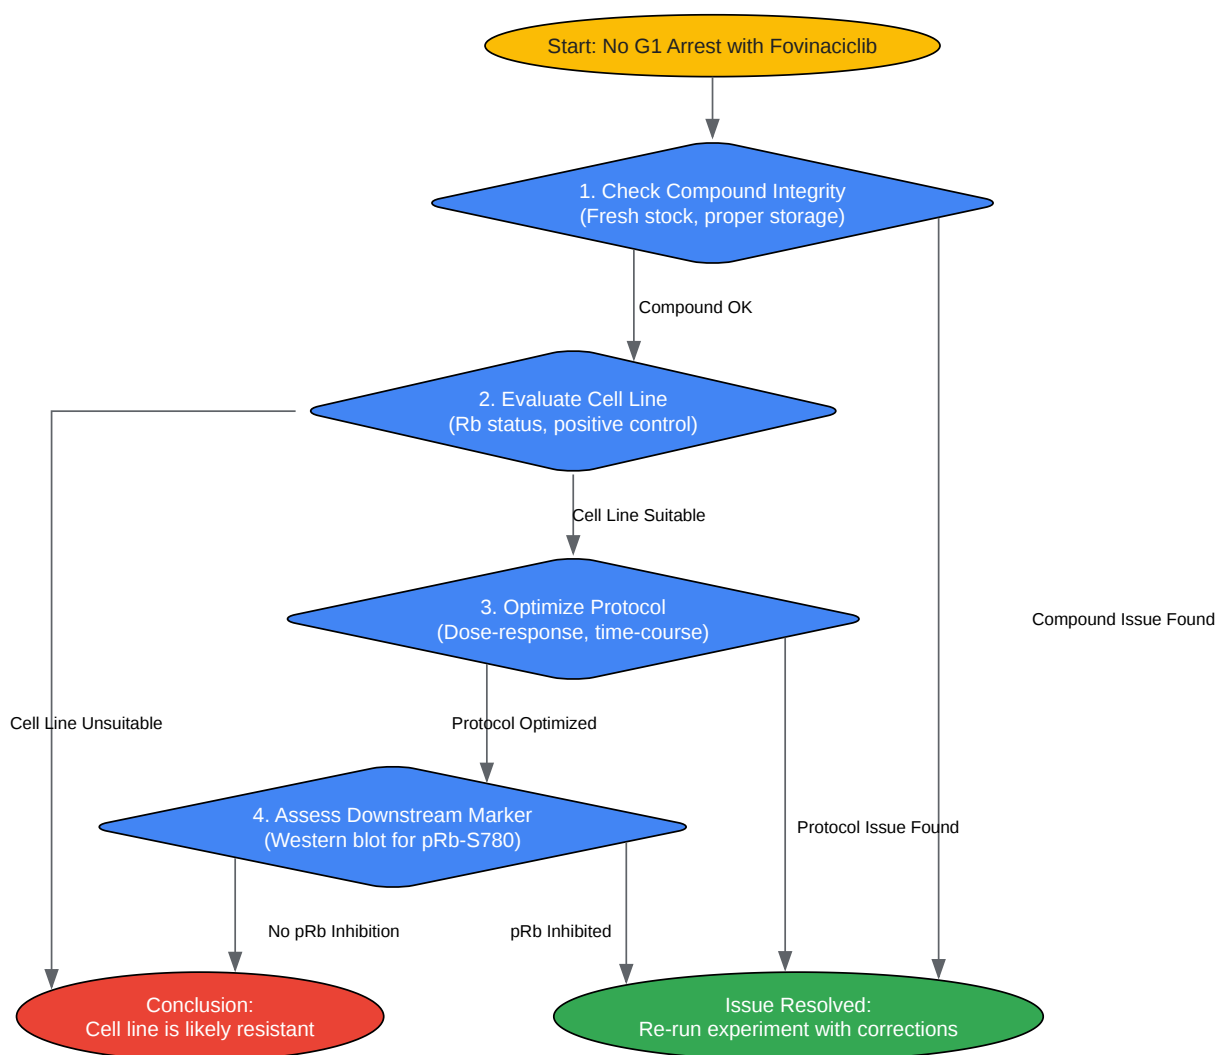 Start: No G1 Arrest with Fovinaciclib
1. Check Compound Integrity
(Fresh stock, proper storage)
Compound OK
2. Evaluate Cell Line
(Rb status, positive control)
Cell Line Suitable
3. Optimize Protocol
(Dose-response, time-course)
Compound Issue Found
Cell Line Unsuitable
Protocol Optimized
4. Assess Downstream Marker
(Western blot for pRb-S780)
Protocol Issue Found
No pRb Inhibition
pRb Inhibited
Conclusion:
Cell line is likely resistant
Issue Resolved:
Re-run experiment with corrections